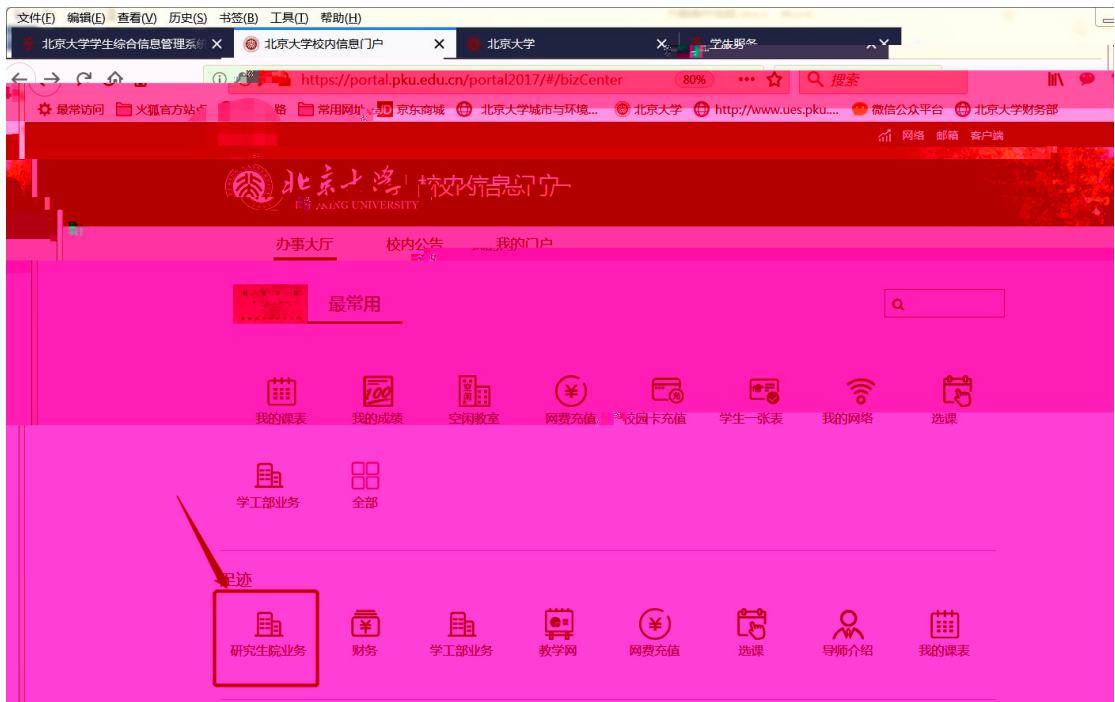 文件(F) 编辑(E) 查看(V) 历史(S) 书签(B) 工具(T) 帮助(H)
北京大学学生综合信息管理系统 北京大学校内信息门户 北京大学
https://portal.pku.edu.cn/portal2017/#/bizCenter 80% 搜索
最常访问 火狐官方站点 常用网址 JD 京东商城 北京大学城市与环境... 北京大学 http://www.ues.pku.... 微信公众平台 北京大学财务部
网络 邮箱 客户端
北京大学 校内信息门户
UNIVERSITY
办事大厅 校内公告 我的门户
最常用
我的课表 我的成绩 空闲教室 网费充值 校园卡充值 学生一张表 我的网络 选课
学工部业务 全部
足迹
研究生院业务 财务 学工部业务 教学网 网费充值 选课 导师介绍 我的课表